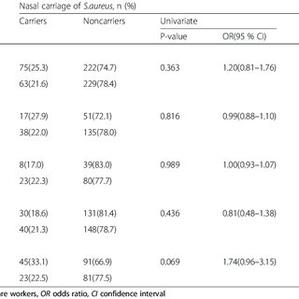 Nasal carriage of S.aureus, n (%)
Carriers Noncarriers Univariate
P-value OR(95 % CI)
75(25.3) 222(74.7) 0.363 1.20(0.81–1.76)
63(21.6) 229(78.4)
17(27.9) 51(72.1) 0.816 0.99(0.88–1.10)
38(22.0) 135(78.0)
8(17.0) 39(83.0) 0.989 1.00(0.93–1.07)
23(22.3) 80(77.7)
30(18.6) 131(81.4) 0.436 0.81(0.48–1.38)
40(21.3) 148(78.7)
45(33.1) 91(66.9) 0.069 1.74(0.96–3.15)
23(22.5) 81(77.5)
are workers, OR odds ratio, CI confidence interval